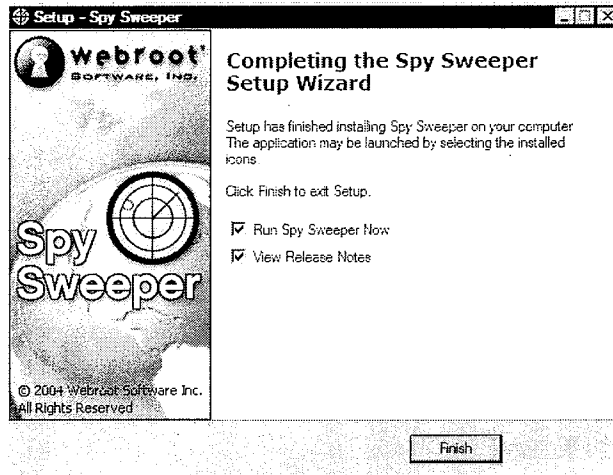 Setup - Spy Sweeper
webroot'
SOFTWARE, INC.
Completing the Spy Sweeper
Setup Wizard
Setup has finished installing Spy Sweeper on your computer
The application may be launched by selecting the installed
icons.
Click Finish to exit Setup.
Run Spy Sweeper Now
View Release Notes
Spy
Sweeper
© 2004 Webroot Software Inc.
All Rights Reserved
Finish